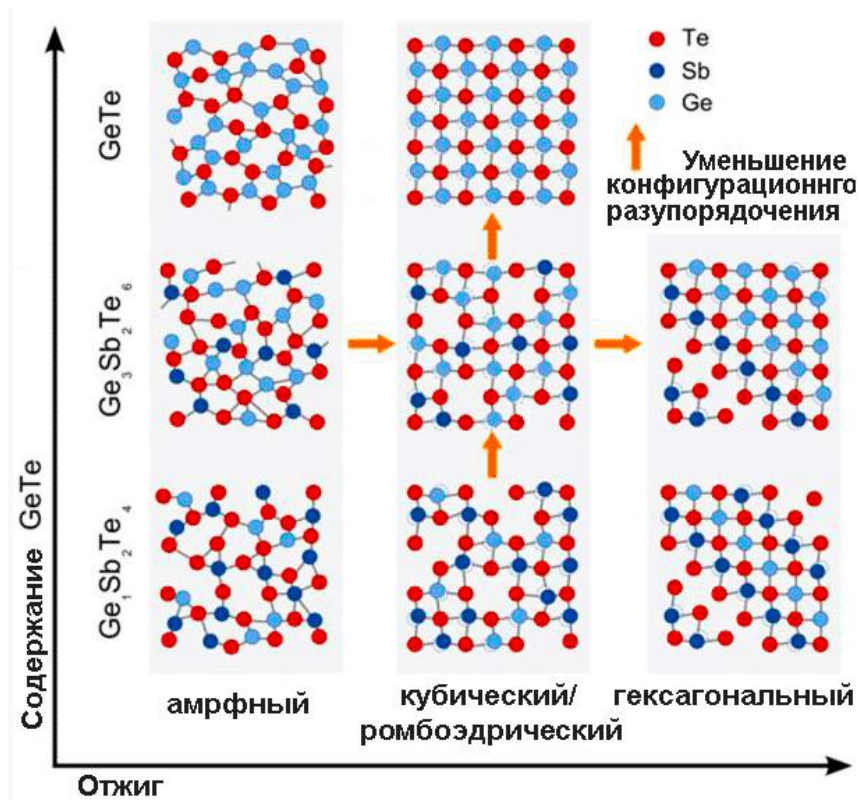 Te
Sb
Ge
Уменьшение
конфигурационнго
разупорядочения
GeTe
Ge₃Sb₂Te₆
Ge₁Sb₂Te₄
Содержание GeTe
амрфный
кубический/
ромбоэдрический
гексагональный
Отжиг